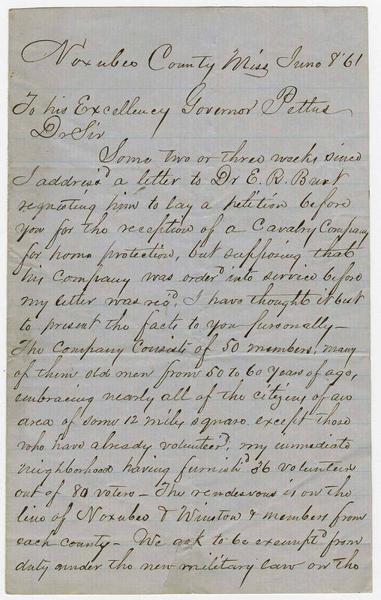 Noxubee County Miss June 8 '61
To his Excellency Governor Pettus
Dr Sir
Some two or three weeks since
I address'd a letter to Dr E. R. Burt
requesting him to lay a petition before
you for the reception of a Cavalry Company
for home protection, but supposing that
his Company was order'd into service before
my letter was rec'd, I have thought it but
to present the facts to you personally—
The Company Consists of 50 members, many
of them old men from 50 to 60 years of age,
embracing nearly all of the citizens of an
area of some 12 miles square except those
who have already volunteer'd, my immediate
neighborhood having furnish'd 36 volunteers
out of 80 voters— The rendezvous is on the
line of Noxubee & Winston & members from
each county— We ask to be exempt'd from
duty under the new military law on the